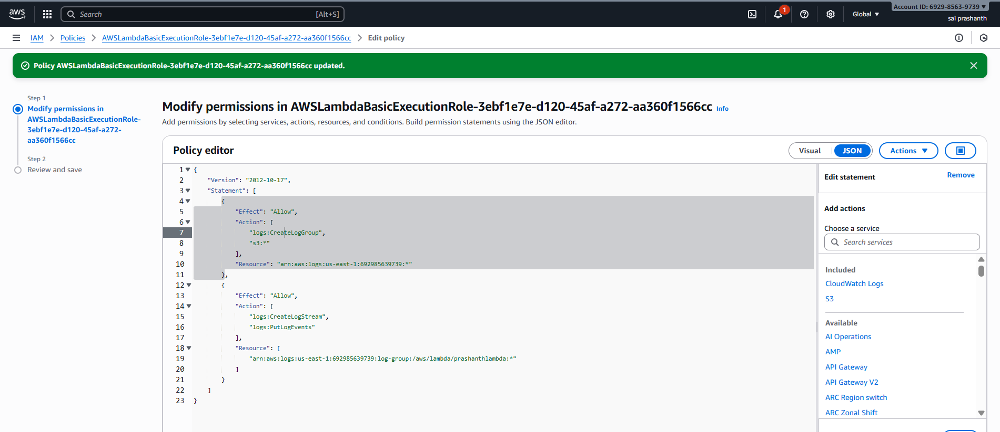 aws
Search [Alt+S]
1
Global
Account ID: 6929-8563-9739
sai prashanth
IAM > Policies > AWSLambdaBasicExecutionRole-3ebf1e7e-d120-45af-a272-aa360f1566cc > Edit policy
Policy AWSLambdaBasicExecutionRole-3ebf1e7e-d120-45af-a272-aa360f1566cc updated.
Step 1
Modify permissions in
AWSLambdaBasicExecutionRole-
3ebf1e7e-d120-45af-a272-
aa360f1566cc
Step 2
Review and save
Modify permissions in AWSLambdaBasicExecutionRole-3ebf1e7e-d120-45af-a272-aa360f1566cc Info
Add permissions by selecting services, actions, resources, and conditions. Build permission statements using the JSON editor.
Policy editor
Visual JSON Actions
1 {
2 "Version": "2012-10-17",
3 "Statement": [
4 {
5 "Effect": "Allow",
6 "Action": [
7 "logs:CreateLogGroup",
8 "s3:*"
9 ],
10 "Resource": "arn:aws:logs:us-east-1:692985639739:*"
11 },
12 {
13 "Effect": "Allow",
14 "Action": [
15 "logs:CreateLogStream",
16 "logs:PutLogEvents"
17 ],
18 "Resource": [
19 "arn:aws:logs:us-east-1:692985639739:log-group:/aws/lambda/prashanthlambda:*"
20 ]
21 }
22 ]
23 }
Edit statement Remove
Add actions
Choose a service
Search services
Included
CloudWatch Logs
S3
Available
AI Operations
AMP
API Gateway
API Gateway V2
ARC Region switch
ARC Zonal Shift